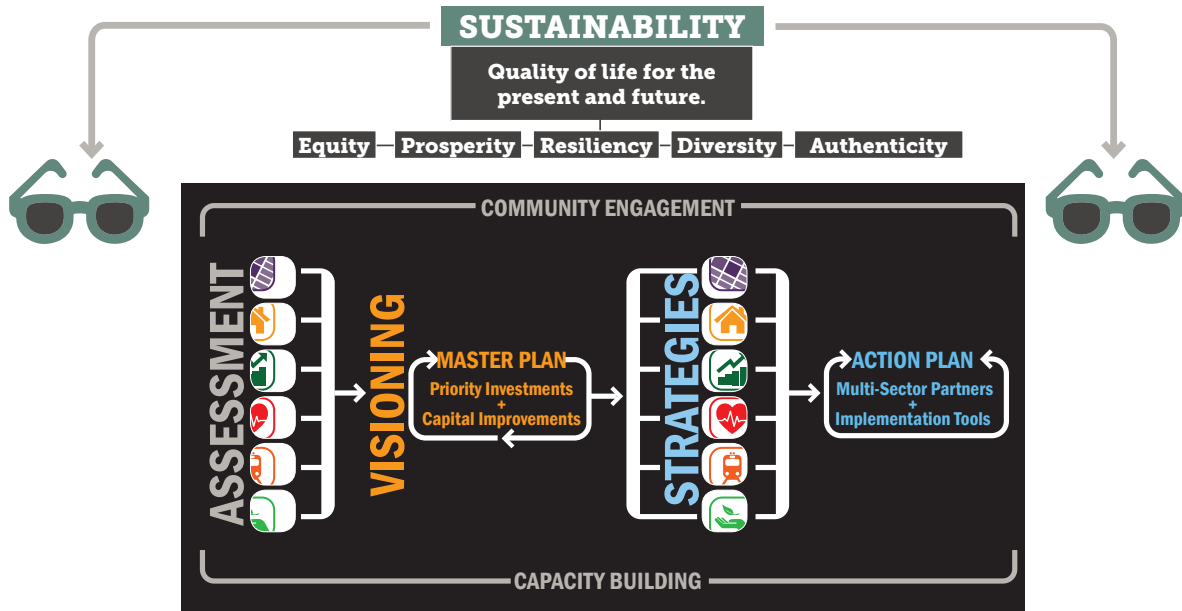 SUSTAINABILITY
Quality of life for the
present and future.
Equity Prosperity Resiliency Diversity Authenticity
COMMUNITY ENGAGEMENT
ASSESSMENT
VISIONING
MASTER PLAN
Priority Investments
+
Capital Improvements
STRATEGIES
ACTION PLAN
Multi-Sector Partners
+
Implementation Tools
CAPACITY BUILDING